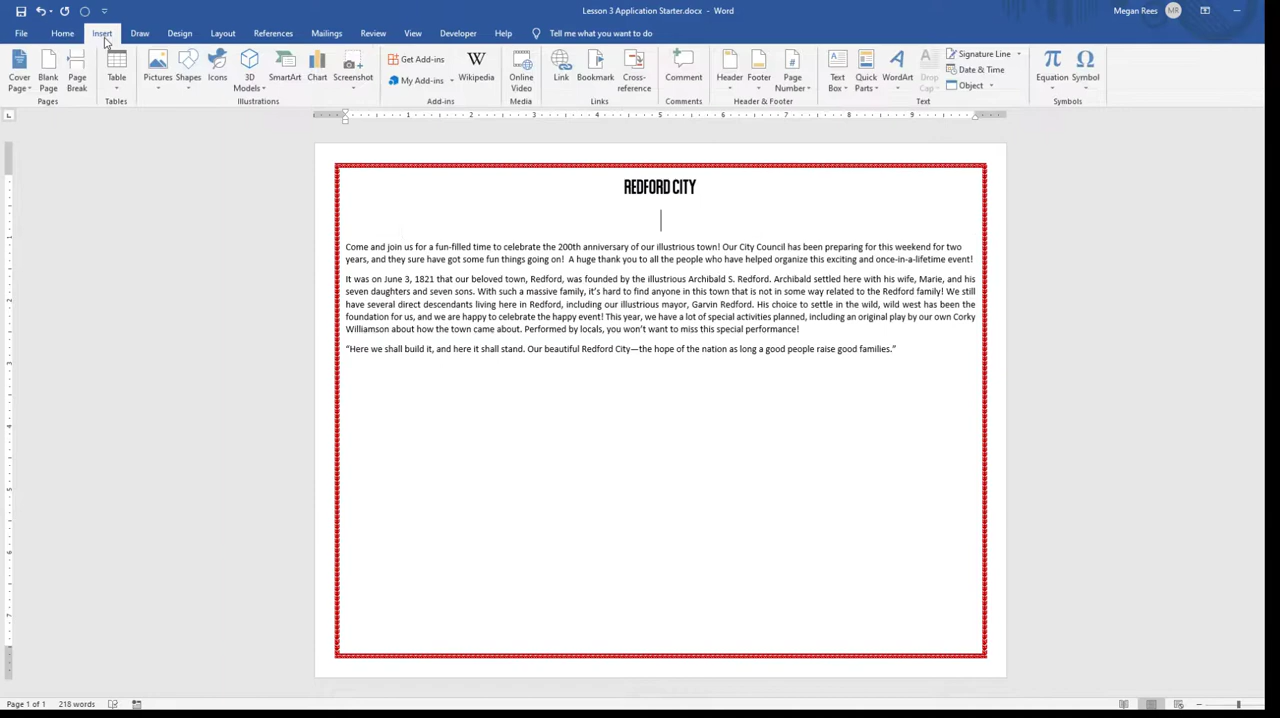 Lesson 3 Application Starter.docx - Word
Megan Rees MR
File Home Insert Draw Design Layout References Mailings Review View Developer Help Tell me what you want to do
Cover Page Blank Page Page Break
Pages
Table
Tables
Pictures Shapes Icons 3D Models SmartArt Chart Screenshot
Illustrations
Get Add-ins
My Add-ins
Wikipedia
Add-ins
Online Video
Media
Link Bookmark Cross-reference
Links
Comment
Comments
Header Footer Page Number
Header & Footer
Text Box Quick Parts WordArt Drop Cap
Signature Line
Date & Time
Object
Text
Equation Symbol
Symbols
1 2 3 4 5 6 7 8 9
REDFORD CITY
Come and join us for a fun-filled time to celebrate the 200th anniversary of our illustrious town! Our City Council has been preparing for this weekend for two
years, and they sure have got some fun things going on! A huge thank you to all the people who have helped organize this exciting and once-in-a-lifetime event!
It was on June 3, 1821 that our beloved town, Redford, was founded by the illustrious Archibald S. Redford. Archibald settled here with his wife, Marie, and his
seven daughters and seven sons. With such a massive family, it's hard to find anyone in this town that is not in some way related to the Redford family! We still
have several direct descendants living here in Redford, including our illustrious mayor, Garvin Redford. His choice to settle in the wild, wild west has been the
foundation for us, and we are happy to celebrate the happy event! This year, we have a lot of special activities planned, including an original play by our own Corky
Williamson about how the town came about. Performed by locals, you won't want to miss this special performance!
"Here we shall build it, and here it shall stand. Our beautiful Redford City—the hope of the nation as long a good people raise good families."
Page 1 of 1 218 words